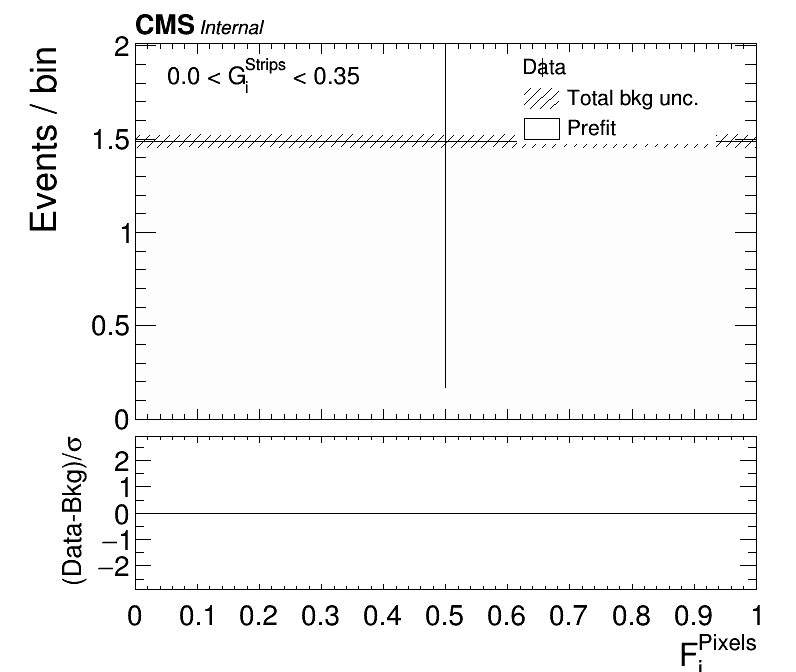 CMS Internal
Events / bin
2
1.5
1
0.5
0
0.0 < G_i^Strips < 0.35
Data
Total bkg unc.
Prefit
(Data-Bkg)/σ
2
1
0
−1
−2
0 0.1 0.2 0.3 0.4 0.5 0.6 0.7 0.8 0.9 1
F_i^Pixels